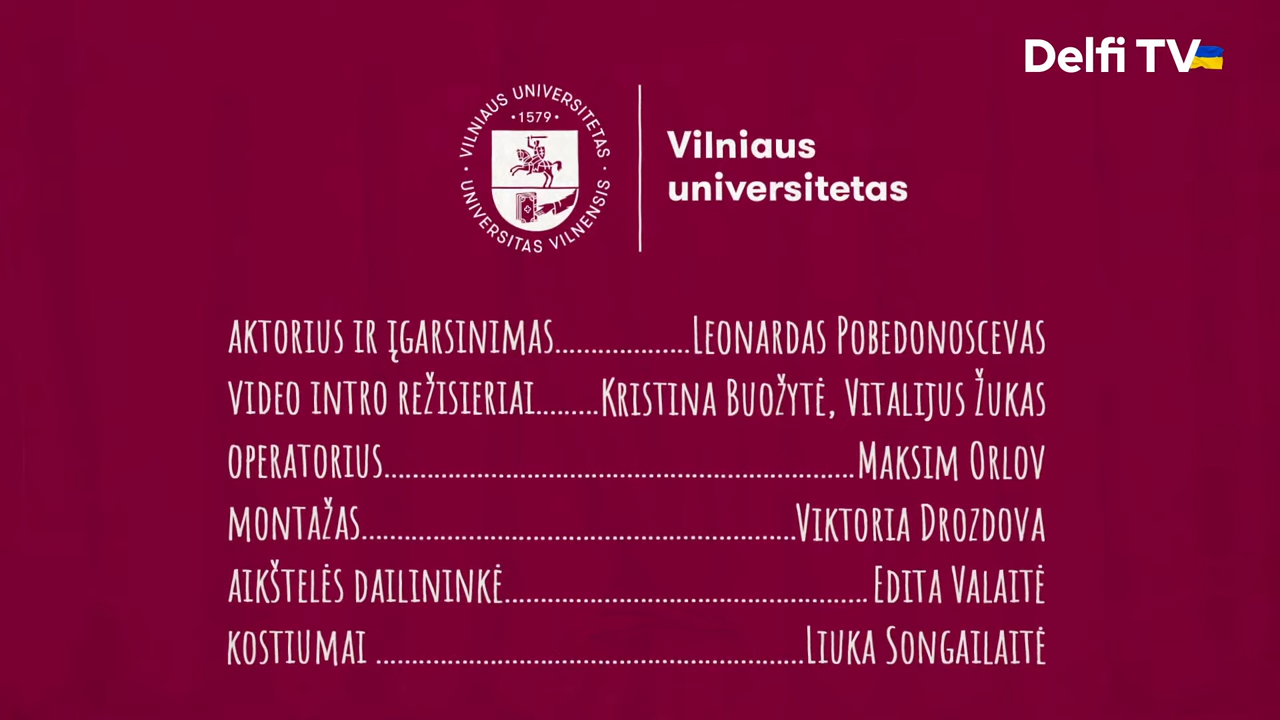 Delfi TV
VILNIAUS UNIVERSITETAS
·1579·
UNIVERSITAS VILNENSIS
Vilniaus
universitetas
AKTORIUS IR ĮGARSINIMAS..................LEONARDAS POBEDONOSCEVAS
VIDEO INTRO REŽISIERIAI.........KRISTINA BUOŽYTĖ, VITALIJUS ŽUKAS
OPERATORIUS..............................................................MAKSIM ORLOV
MONTAŽAS..........................................................VIKTORIA DROZDOVA
AIKŠTELĖS DAILININKĖ................................................EDITA VALAITĖ
KOSTIUMAI .........................................................LIUKA SONGAILAITĖ